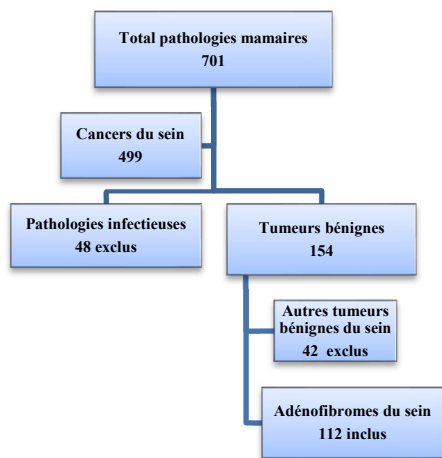 Total pathologies mamaires
701
Cancers du sein
499
Pathologies infectieuses
48 exclus
Tumeurs bénignes
154
Autres tumeurs
bénignes du sein
42 exclus
Adénofibromes du sein
112 inclus